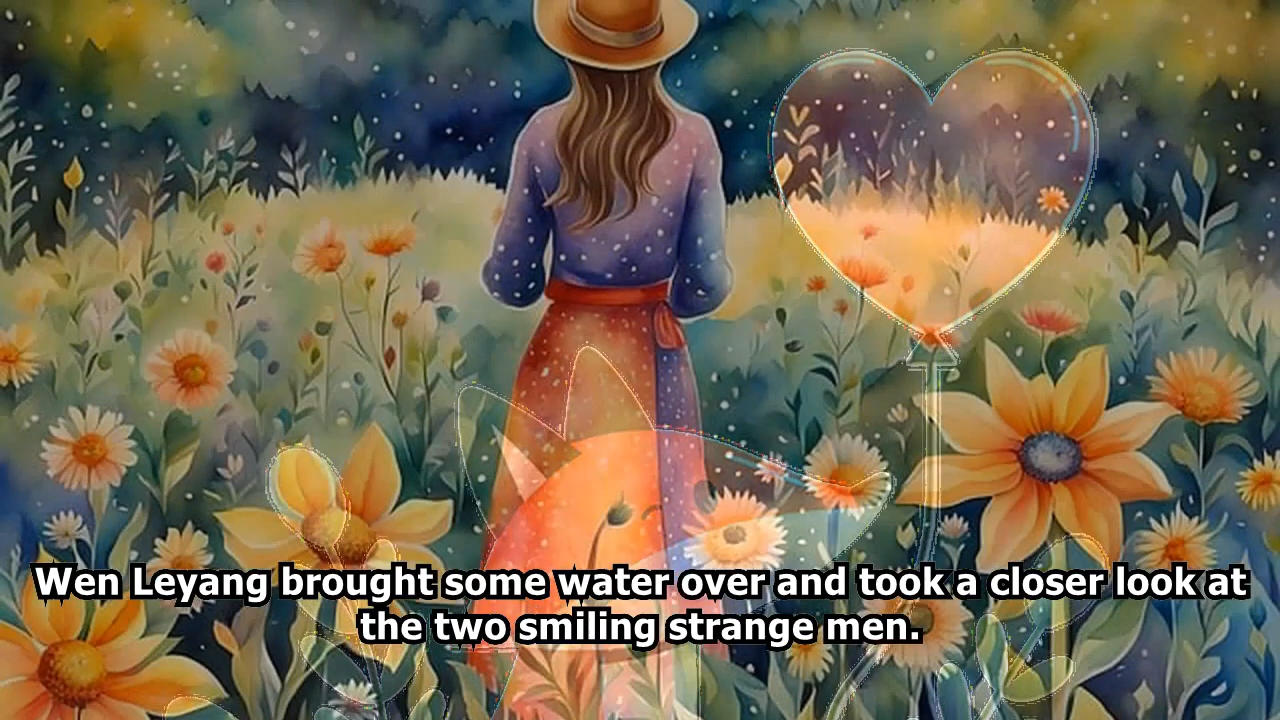 Wen Leyang brought some water over and took a closer look at
the two smiling strange men.